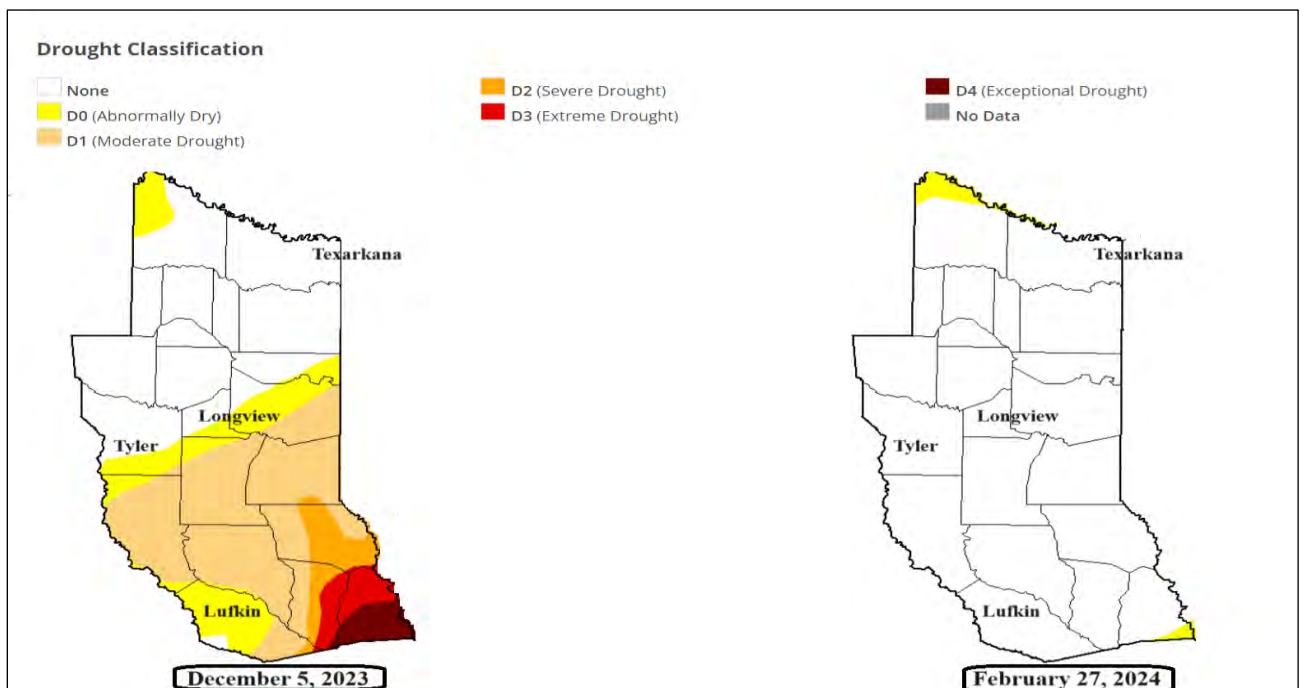 Drought Classification
None
D0 (Abnormally Dry)
D1 (Moderate Drought)
D2 (Severe Drought)
D3 (Extreme Drought)
D4 (Exceptional Drought)
No Data
Texarkana
Longview
Tyler
Lufkin
December 5, 2023
Texarkana
Longview
Tyler
Lufkin
February 27, 2024